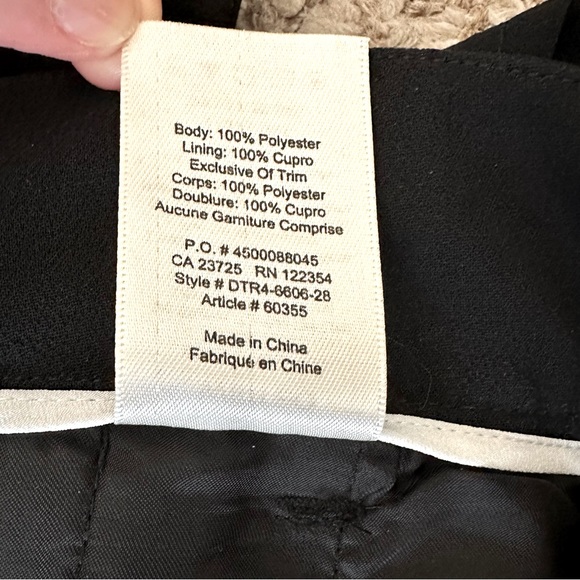 Body: 100% Polyester
Lining: 100% Cupro
Exclusive Of Trim
Corps: 100% Polyester
Doublure: 100% Cupro
Aucune Garniture Comprise
P.O. # 4500088045
CA 23725 RN 122354
Style # DTR4-6606-28
Article # 60355
Made in China
Fabriqué en Chine